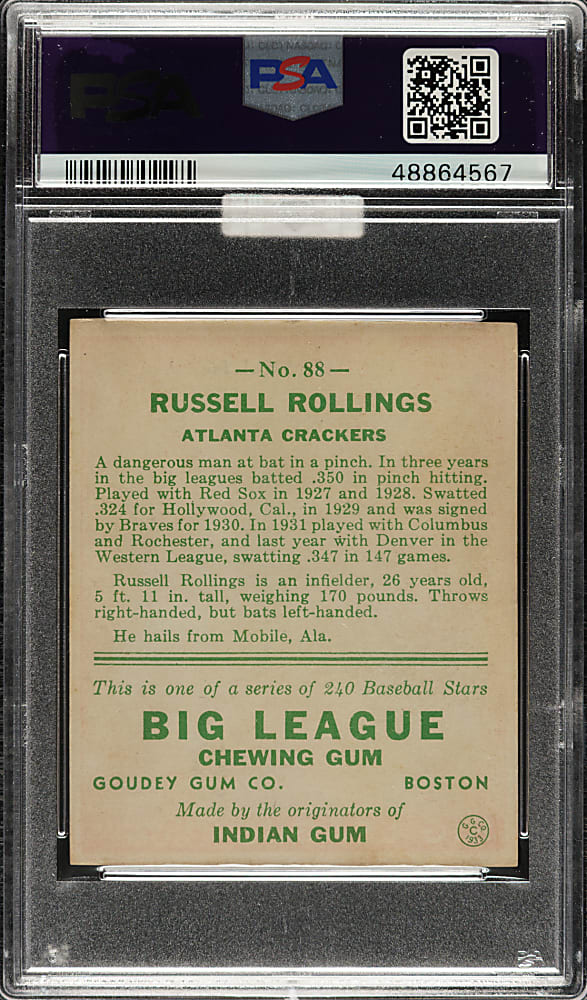 PSA
PSA
48864567
— No. 88 —
RUSSELL ROLLINGS
ATLANTA CRACKERS
A dangerous man at bat in a pinch. In three years
in the big leagues batted .350 in pinch hitting.
Played with Red Sox in 1927 and 1928. Swatted
.324 for Hollywood, Cal., in 1929 and was signed
by Braves for 1930. In 1931 played with Columbus
and Rochester, and last year with Denver in the
Western League, swatting .347 in 147 games.
Russell Rollings is an infielder, 26 years old,
5 ft. 11 in. tall, weighing 170 pounds. Throws
right-handed, but bats left-handed.
He hails from Mobile, Ala.
This is one of a series of 240 Baseball Stars
BIG LEAGUE
CHEWING GUM
GOUDEY GUM CO. BOSTON
Made by the originators of
INDIAN GUM
G G CO.
C
1933